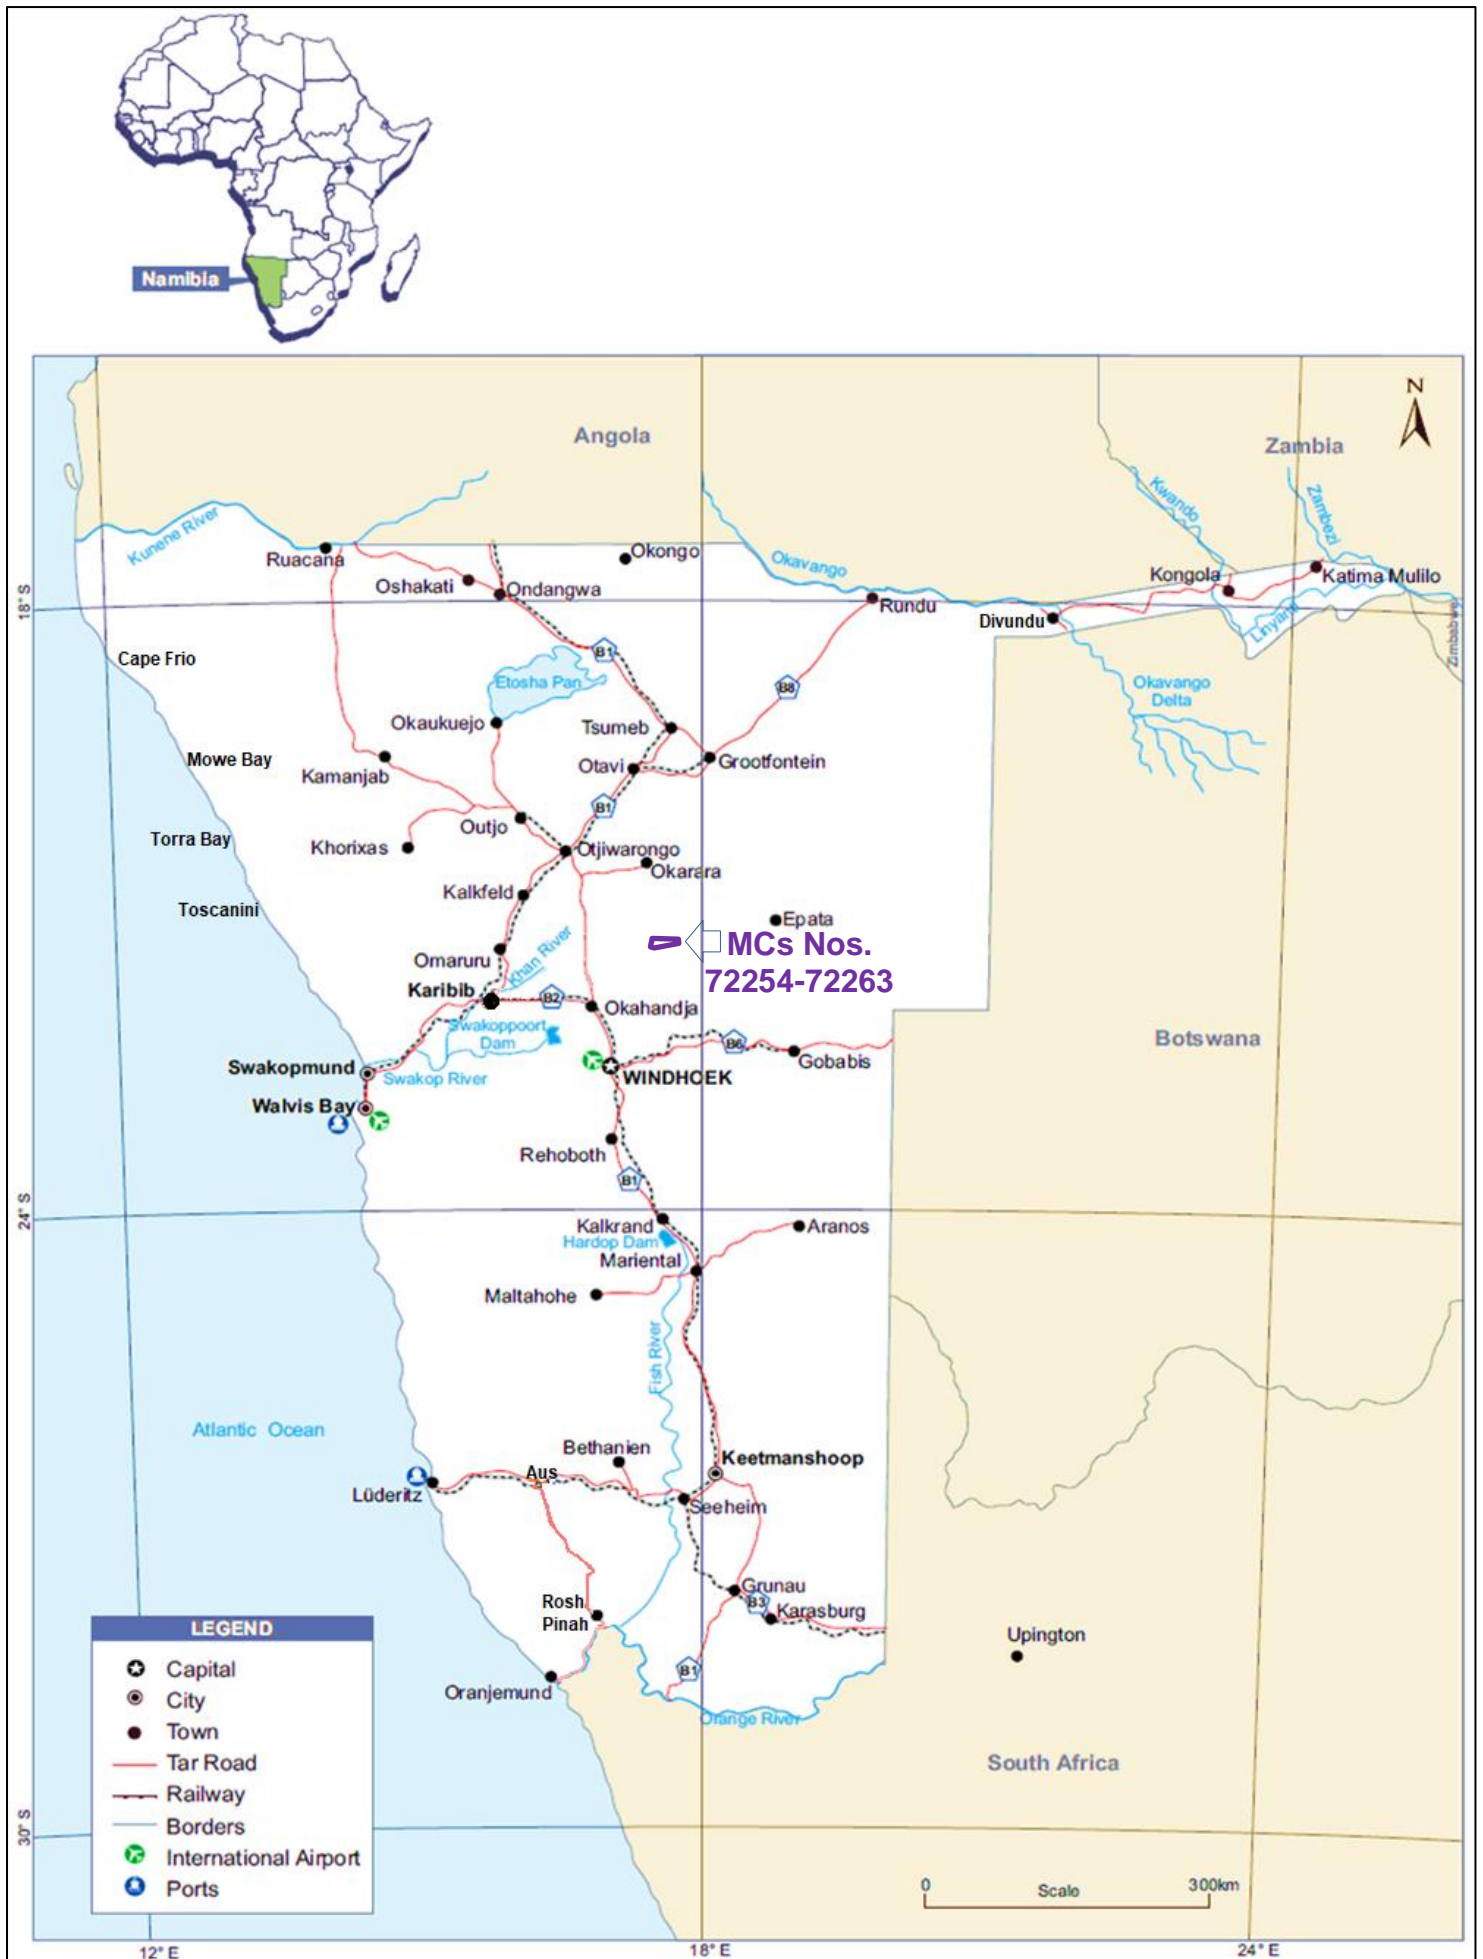 Namibia
Angola
Zambia
N
Kunene River
Kwando
Zambezi
Okongo
Ruacana
Okavango
Oshakati
Ondangwa
Kongola
Katima Mulilo
18° S
Rundu
Divundu
Linyanti
Zimbabwe
Cape Frio
B1
Etosha Pan
B8
Okavango
Delta
Okaukuejo
Tsumeb
Mowe Bay
Kamanjab
Otavi
Grootfontein
B1
Outjo
Torra Bay
Khorixas
Otjiwarongo
Okarara
Kalkfeld
Toscanini
Epata
MCs Nos.
72254-72263
Omaruru
Khan River
Karibib
B2
Okahandja
Swakoppoort
Dam
Botswana
B6
Gobabis
Swakopmund
Swakop River
WINDHOEK
Walvis Bay
Rehoboth
B1
24° S
Kalkrand
Aranos
Hardop Dam
Mariental
Maltahohe
Fish River
Atlantic Ocean
Bethanien
Keetmanshoop
Aus
Lüderitz
Seeheim
Grunau
Rosh
Pinah
B3
Karasburg
Upington
B1
Oranjemund
Orange River
South Africa
LEGEND
Capital
City
Town
Tar Road
Railway
Borders
International Airport
Ports
30° S
0
Scale
300km
12° E
18° E
24° E